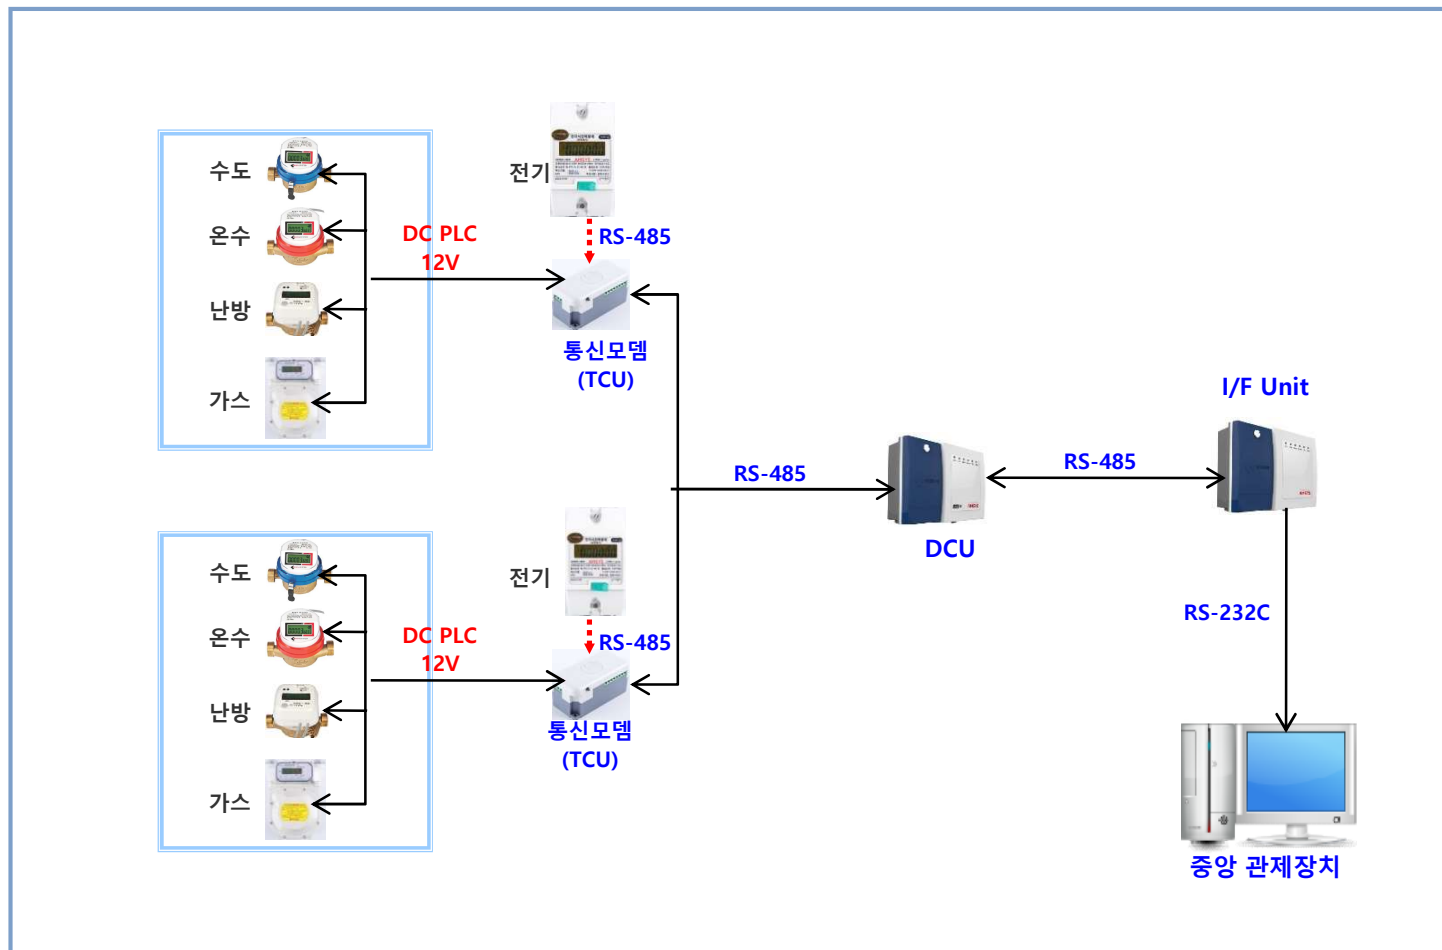 수도
온수
난방
가스
DC PLC
12V
전기
RS-485
통신모뎀
(TCU)
수도
온수
난방
가스
DC PLC
12V
전기
RS-485
통신모뎀
(TCU)
RS-485
DCU
RS-485
I/F Unit
RS-232C
중앙 관제장치